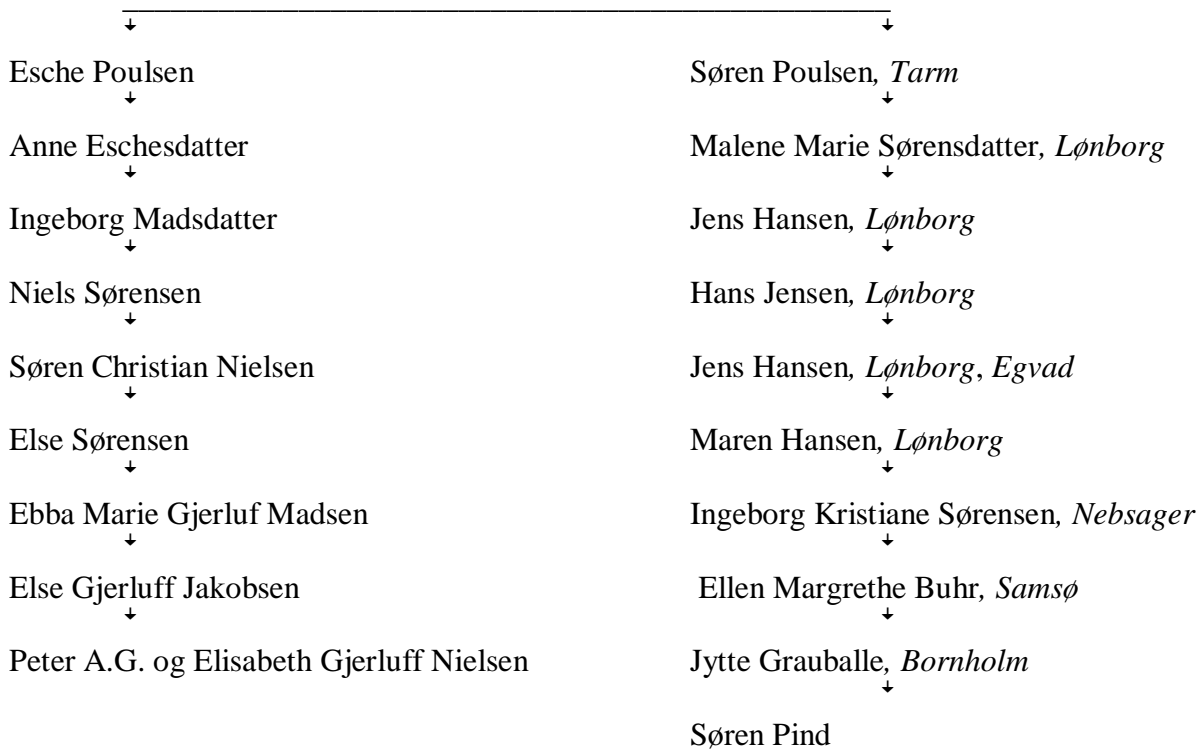 Esche Poulsen
Søren Poulsen, Tarm
Anne Eschesdatter
Malene Marie Sørensdatter, Lønborg
Ingeborg Madsdatter
Jens Hansen, Lønborg
Niels Sørensen
Hans Jensen, Lønborg
Søren Christian Nielsen
Jens Hansen, Lønborg, Egvad
Else Sørensen
Maren Hansen, Lønborg
Ebba Marie Gjerluf Madsen
Ingeborg Kristiane Sørensen, Nebsager
Else Gjerluff Jakobsen
Ellen Margrethe Buhr, Samsø
Peter A.G. og Elisabeth Gjerluff Nielsen
Jytte Grauballe, Bornholm
Søren Pind